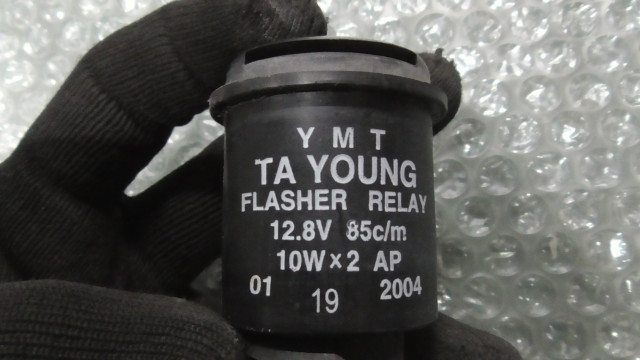 Y M T
TA YOUNG
FLASHER RELAY
12.8V 85c/m
10W×2 AP
01 19 2004